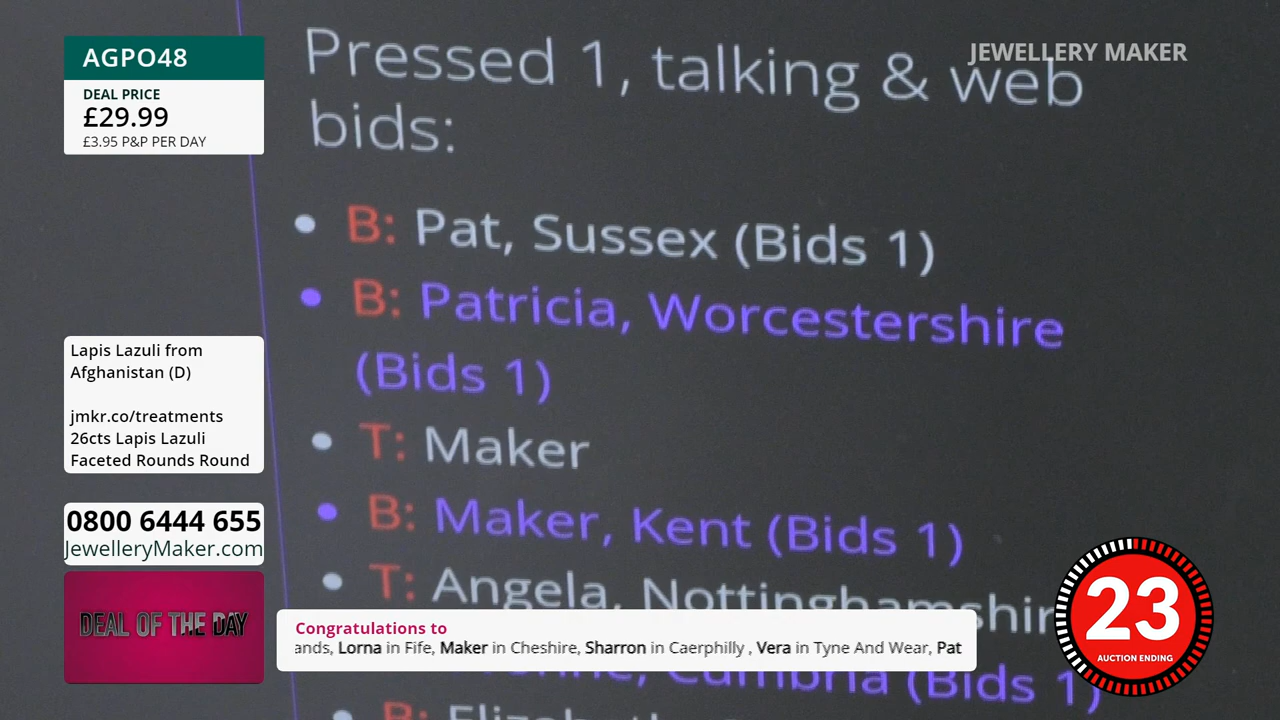 AGPO48
DEAL PRICE
£29.99
£3.95 P&P PER DAY
JEWELLERY MAKER
Pressed 1, talking & web
bids:
• B: Pat, Sussex (Bids 1)
• B: Patricia, Worcestershire
(Bids 1)
• T: Maker
• B: Maker, Kent (Bids 1)
• T: Angela, Nottinghamshir
Cumbria (Bids 1)
• B:
Lapis Lazuli from
Afghanistan (D)
jmkr.co/treatments
26cts Lapis Lazuli
Faceted Rounds Round
0800 6444 655
JewelleryMaker.com
DEAL OF THE DAY
Congratulations to
ands, Lorna in Fife, Maker in Cheshire, Sharron in Caerphilly , Vera in Tyne And Wear, Pat
23
AUCTION ENDING